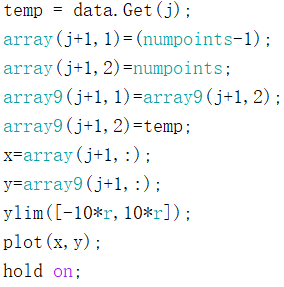 temp = data.Get(j);
array(j+1,1)=(numpoints-1);
array(j+1,2)=numpoints;
array9(j+1,1)=array9(j+1,2);
array9(j+1,2)=temp;
x=array(j+1,:);
y=array9(j+1,:);
ylim([-10*r,10*r]);
plot(x,y);
hold on;